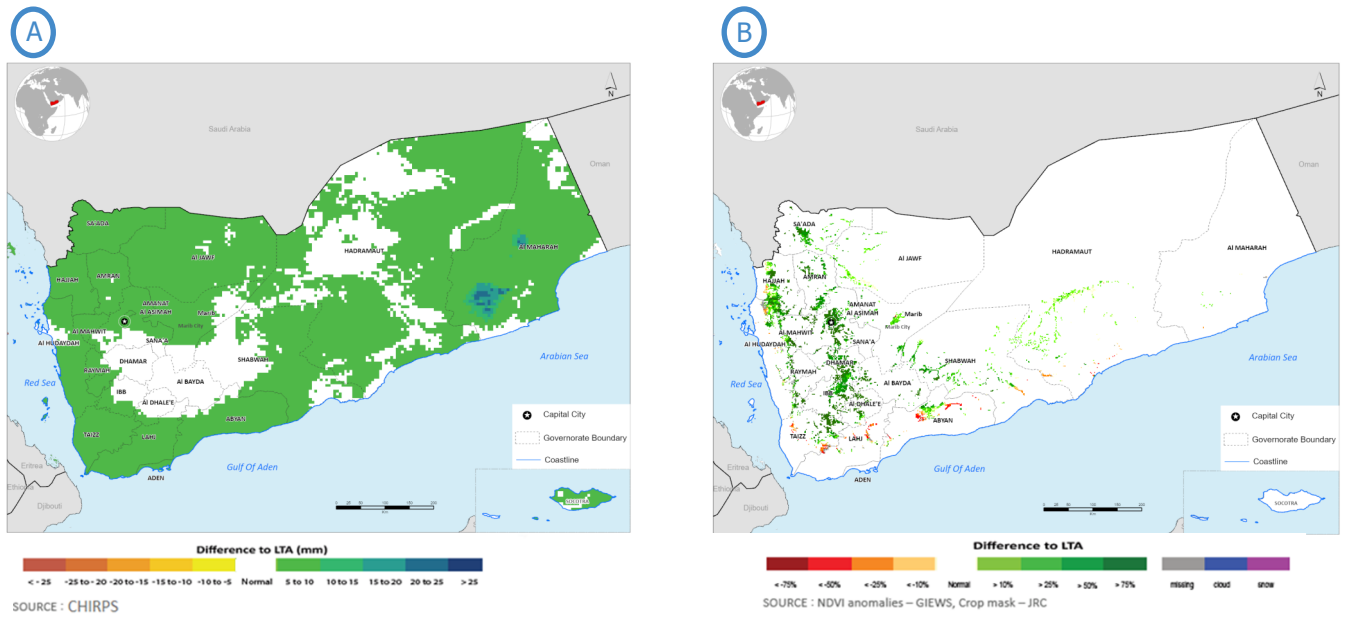 A
N
Saudi Arabia
Oman
SA'ADA
Al JAWF
HADRAMAUT
Al MAHARAH
HAJJAH
AMRAN
AMANAT
Al ASIMAH
Marib
Marib City
Al MAHWIT
SANA'A
Al HUDAYDAH
DHAMAR
SHABWAH
RAYMAH
Al BAYDA
IBB
Al DHALE'E
ABYAN
TAIZZ
LAHJ
ADEN
Red Sea
Arabian Sea
Gulf Of Aden
Eritrea
Ethiopia
Djibouti
SOCOTRA
Capital City
Governorate Boundary
Coastline
Difference to LTA (mm)
< - 25 -25 to - 20 -20 to -15 -15 to -10 -10 to -5 Normal 5 to 10 10 to 15 15 to 20 20 to 25 > 25
SOURCE : CHIRPS
B
N
Saudi Arabia
Oman
SA'ADA
Al JAWF
HADRAMAUT
Al MAHARAH
HAJJAH
AMRAN
AMANAT
Al ASIMAH
Marib
Marib City
Al MAHWIT
SANA'A
Al HUDAYDAH
DHAMAR
SHABWAH
RAYMAH
Al BAYDA
IBB
Al DHALE'E
ABYAN
TAIZZ
LAHJ
ADEN
Red Sea
Arabian Sea
Gulf Of Aden
Eritrea
Ethiopia
Djibouti
SOCOTRA
Capital City
Governorate Boundary
Coastline
Difference to LTA
< -75% < -50% < -25% < -10% Normal > 10% > 25% > 50% > 75% missing cloud snow
SOURCE : NDVI anomalies – GIEWS, Crop mask – JRC